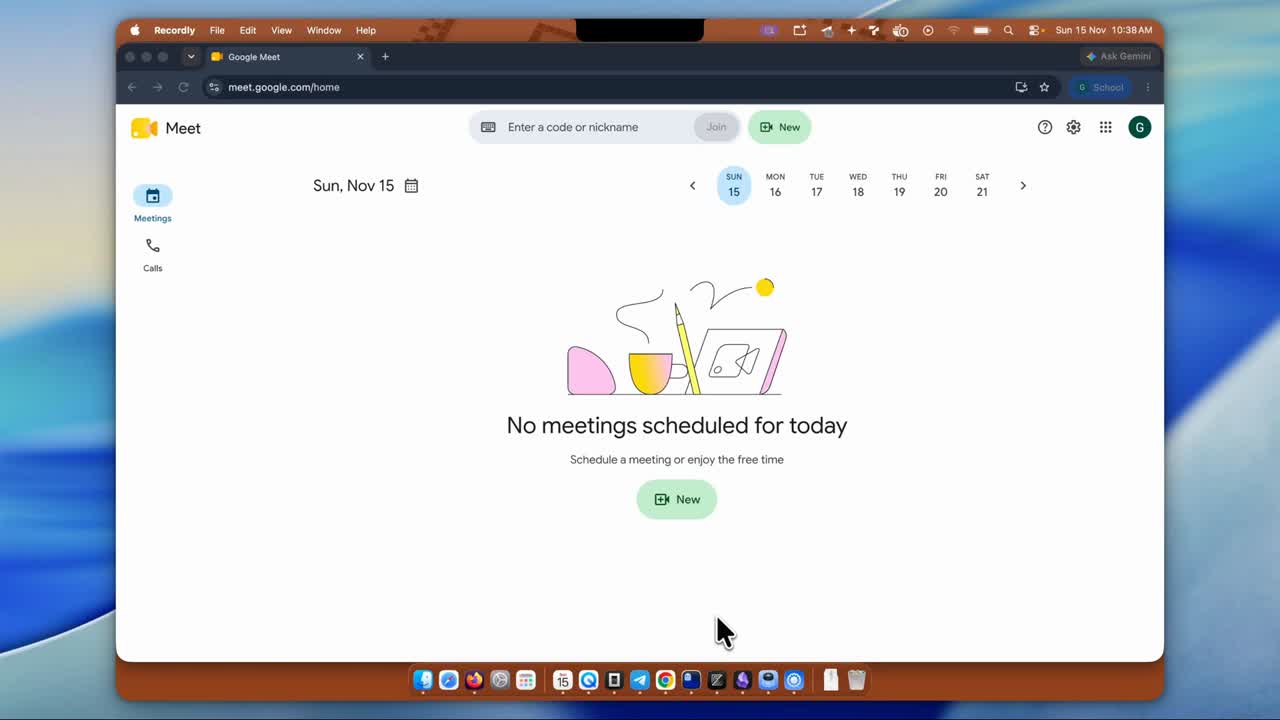 Recordly File Edit View Window Help Sun 15 Nov 10:38 AM
Google Meet Ask Gemini
meet.google.com/home G School
Meet Enter a code or nickname Join New G
Sun, Nov 15
SUN MON TUE WED THU FRI SAT
15 16 17 18 19 20 21
Meetings
Calls
No meetings scheduled for today
Schedule a meeting or enjoy the free time
New
15